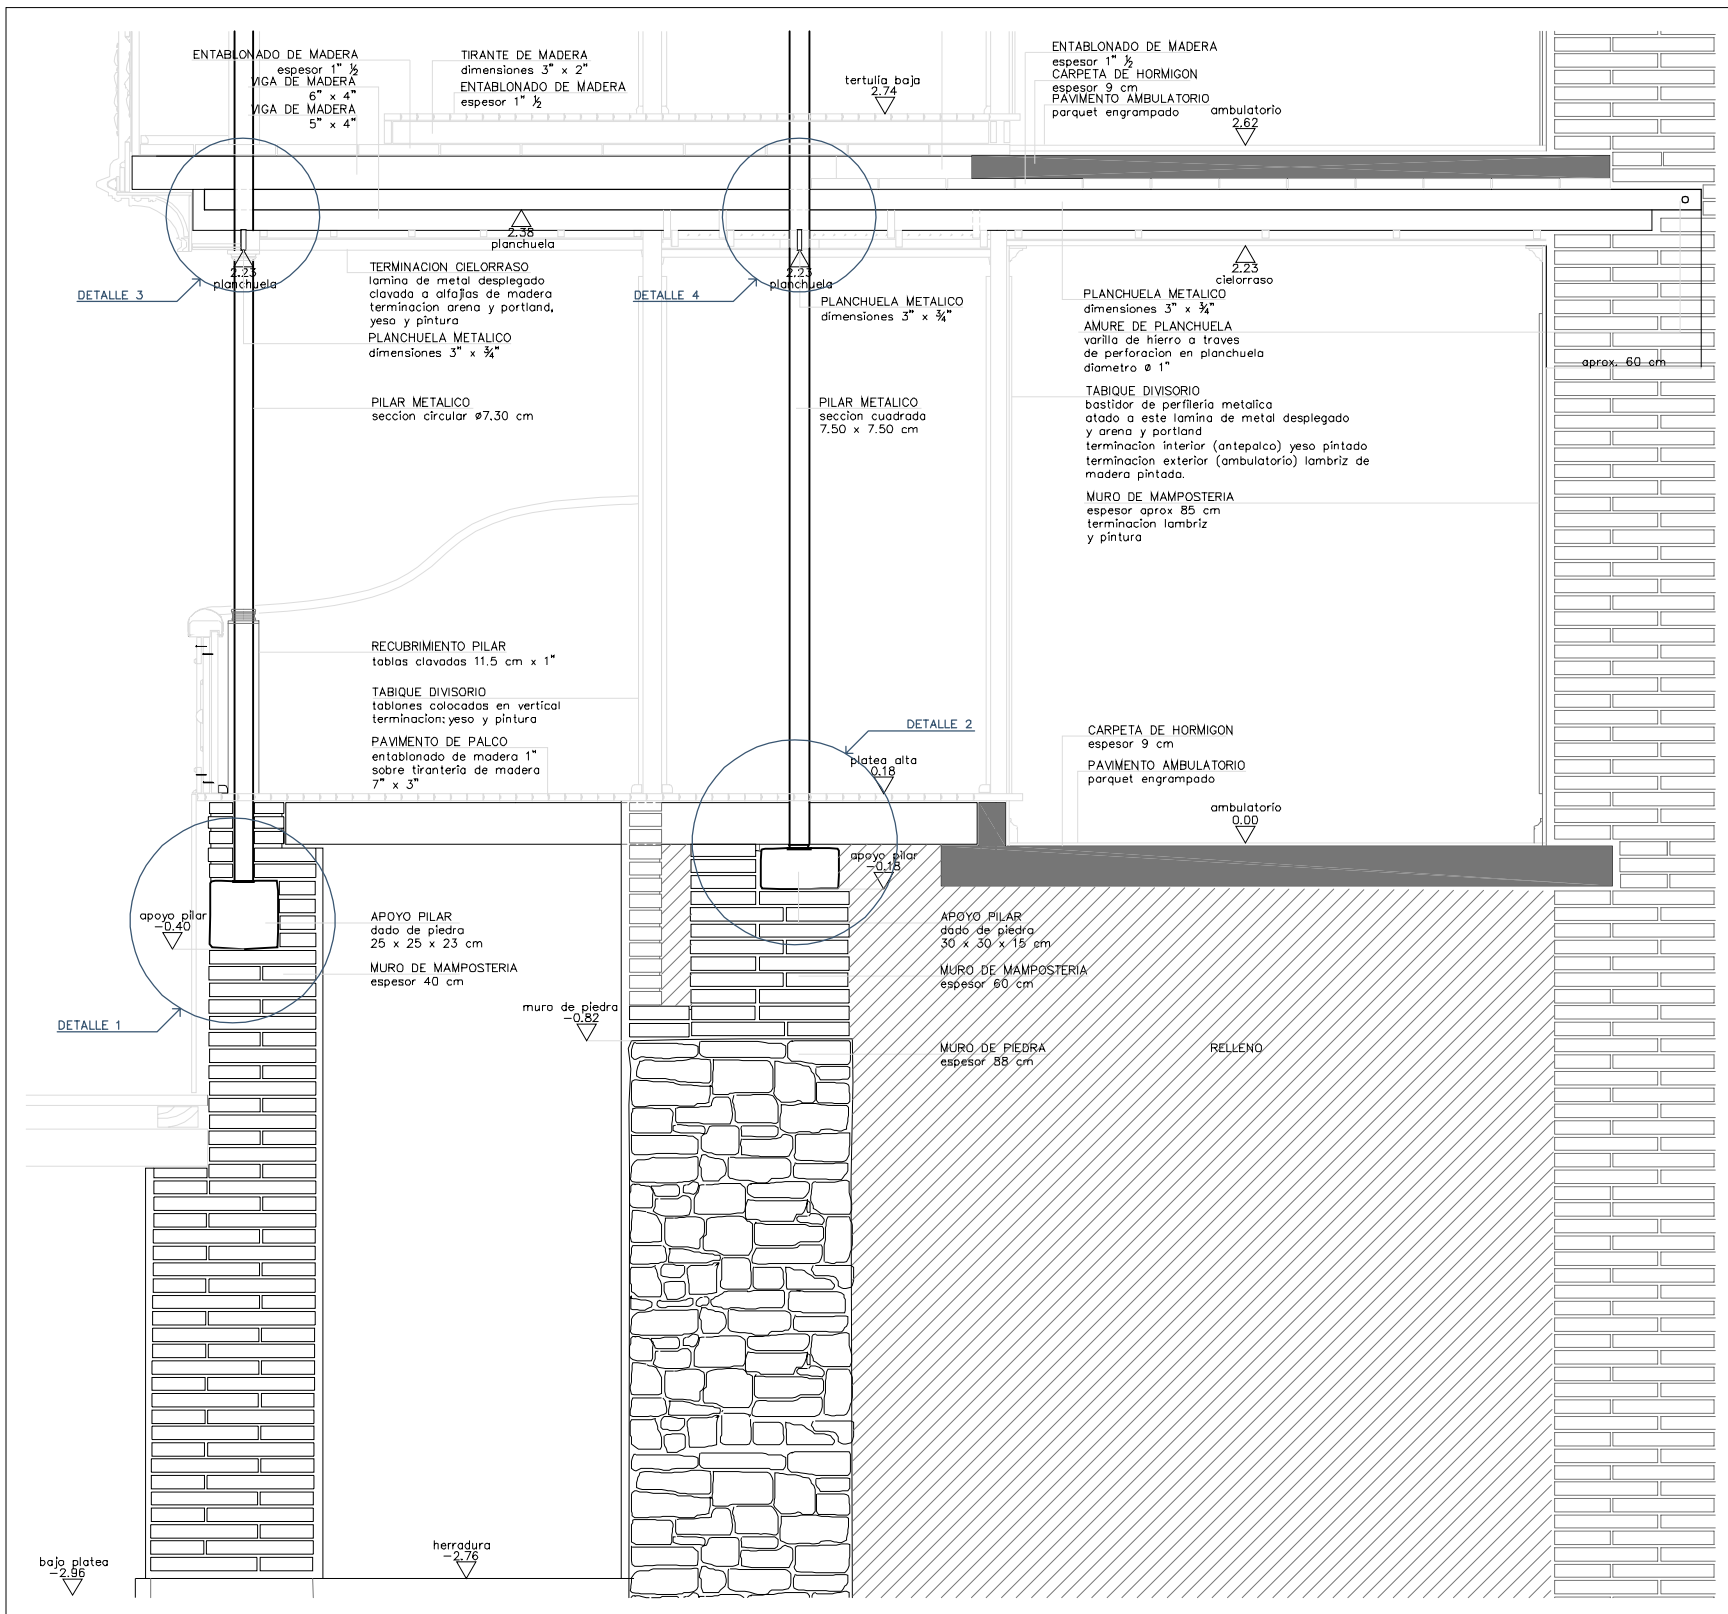 ENTABLONADO DE MADERA
espesor 1" ½
VIGA DE MADERA
6" x 4"
VIGA DE MADERA
5" x 4"
TIRANTE DE MADERA
dimensiones 3" x 2"
ENTABLONADO DE MADERA
espesor 1" ½
tertulia baja
2.74
ENTABLONADO DE MADERA
espesor 1" ½
CARPETA DE HORMIGON
espesor 9 cm
PAVIMENTO AMBULATORIO
parquet engrampado
ambulatorio
2.62
2.38
planchuela
2.23
planchuela
2.23
planchuela
2.23
cielorraso
DETALLE 3
DETALLE 4
TERMINACION CIELORRASO
lamina de metal desplegado
clavada a alfajias de madera
terminacion arena y portland,
yeso y pintura
PLANCHUELA METALICO
dimensiones 3" x ¾"
PLANCHUELA METALICO
dimensiones 3" x ¾"
PLANCHUELA METALICO
dimensiones 3" x ¾"
AMURE DE PLANCHUELA
varilla de hierro a traves
de perforacion en planchuela
diametro ø 1"
aprox. 60 cm
PILAR METALICO
seccion circular ø7.30 cm
PILAR METALICO
seccion cuadrada
7.50 x 7.50 cm
TABIQUE DIVISORIO
bastidor de perfileria metalica
atado a este lamina de metal desplegado
y arena y portland
terminacion interior (antepalco) yeso pintado
terminacion exterior (ambulatorio) lambriz de
madera pintada.
MURO DE MAMPOSTERIA
espesor aprox 85 cm
terminacion lambriz
y pintura
RECUBRIMIENTO PILAR
tablas clavadas 11.5 cm x 1"
TABIQUE DIVISORIO
tablones colocados en vertical
terminacion: yeso y pintura
PAVIMENTO DE PALCO
entablonado de madera 1"
sobre tiranteria de madera
7" x 3"
DETALLE 2
platea alta
0.18
CARPETA DE HORMIGON
espesor 9 cm
PAVIMENTO AMBULATORIO
parquet engrampado
ambulatorio
0.00
apoyo pilar
-0.18
apoyo pilar
-0.40
APOYO PILAR
dado de piedra
25 x 25 x 23 cm
MURO DE MAMPOSTERIA
espesor 40 cm
APOYO PILAR
dado de piedra
30 x 30 x 15 cm
MURO DE MAMPOSTERIA
espesor 60 cm
muro de piedra
-0.82
DETALLE 1
MURO DE PIEDRA
espesor 88 cm
RELLENO
herradura
-2.76
bajo platea
-2.96